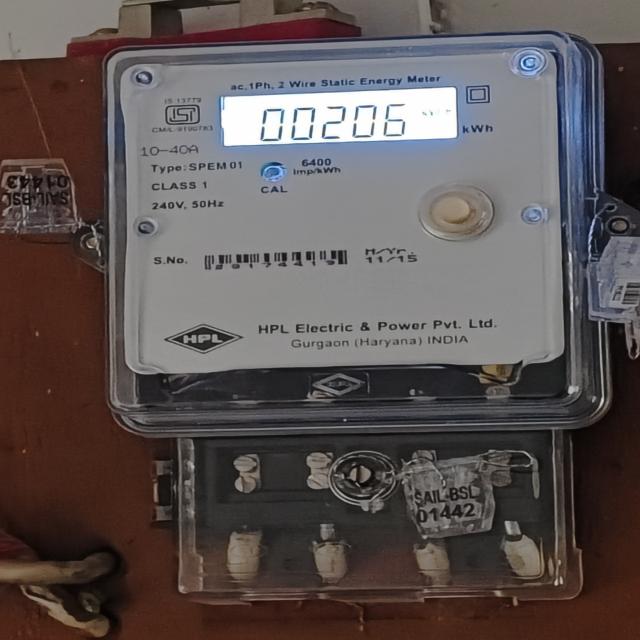 ac,1Ph, 2 Wire Static Energy Meter
IS 13779
CM/L-9190783
00206
kWh
10-40A
Type: SPEM 01
6400
imp/kWh
CLASS 1
CAL
240V, 50Hz
S.No.
M/Yr.
11/15
HPL
HPL Electric & Power Pvt. Ltd.
Gurgaon (Haryana) INDIA
SAIL-BSL
01443
SAIL-BSL
01442